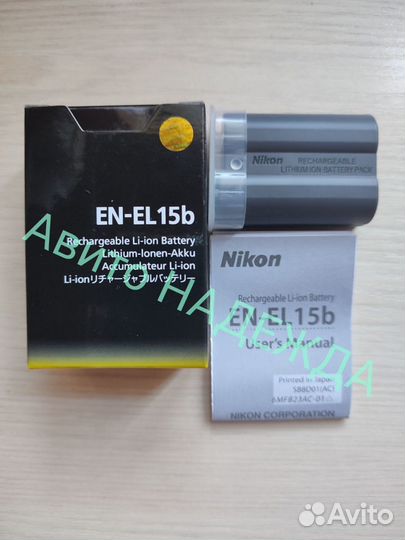 EN-EL15b
Rechargeable Li-ion Battery
Lithium-Ionen-Akku
Accumulateur Li-ion
Li-ionリチャージャブルバッテリー
Nikon RECHARGEABLE
LITHIUM ION BATTERY PACK
Nikon
Rechargeable Li-ion Battery
EN-EL15b
User's Manual
Printed in Japan
SB8D01(AC)
6MFB23AC-01
NIKON CORPORATION
АВИТО НАДЕЖДА
Avito